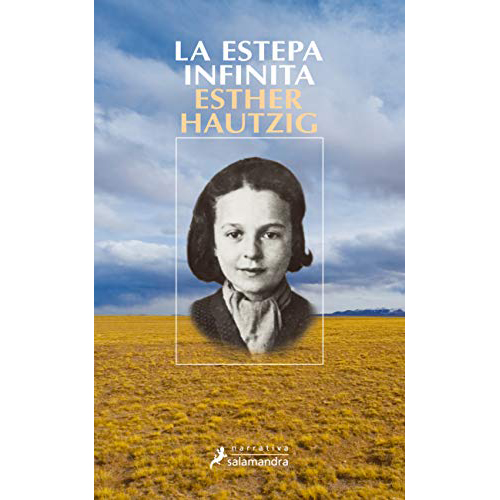 LA ESTEPA
INFINITA
ESTHER
HAUTZIG
narrativa
salamandra